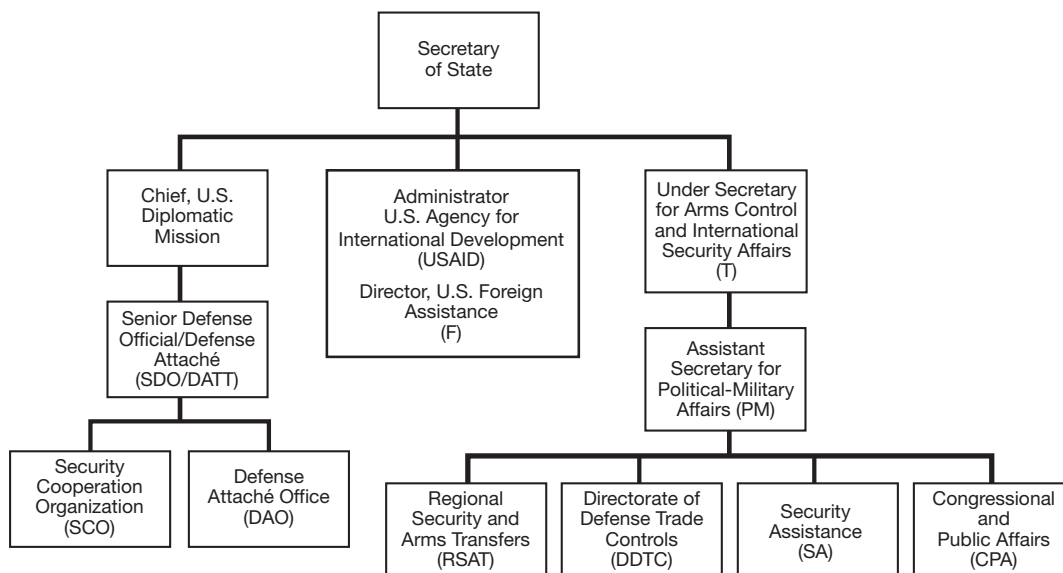 Secretary
of State
Chief, U.S.
Diplomatic
Mission
Administrator
U.S. Agency for
International Development
(USAID)
Director, U.S. Foreign
Assistance
(F)
Under Secretary
for Arms Control
and International
Security Affairs
(T)
Senior Defense
Official/Defense
Attaché
(SDO/DATT)
Assistant
Secretary for
Political-Military
Affairs (PM)
Security
Cooperation
Organization
(SCO)
Defense
Attaché Office
(DAO)
Regional
Security and
Arms Transfers
(RSAT)
Directorate of
Defense Trade
Controls
(DDTC)
Security
Assistance
(SA)
Congressional
and
Public Affairs
(CPA)